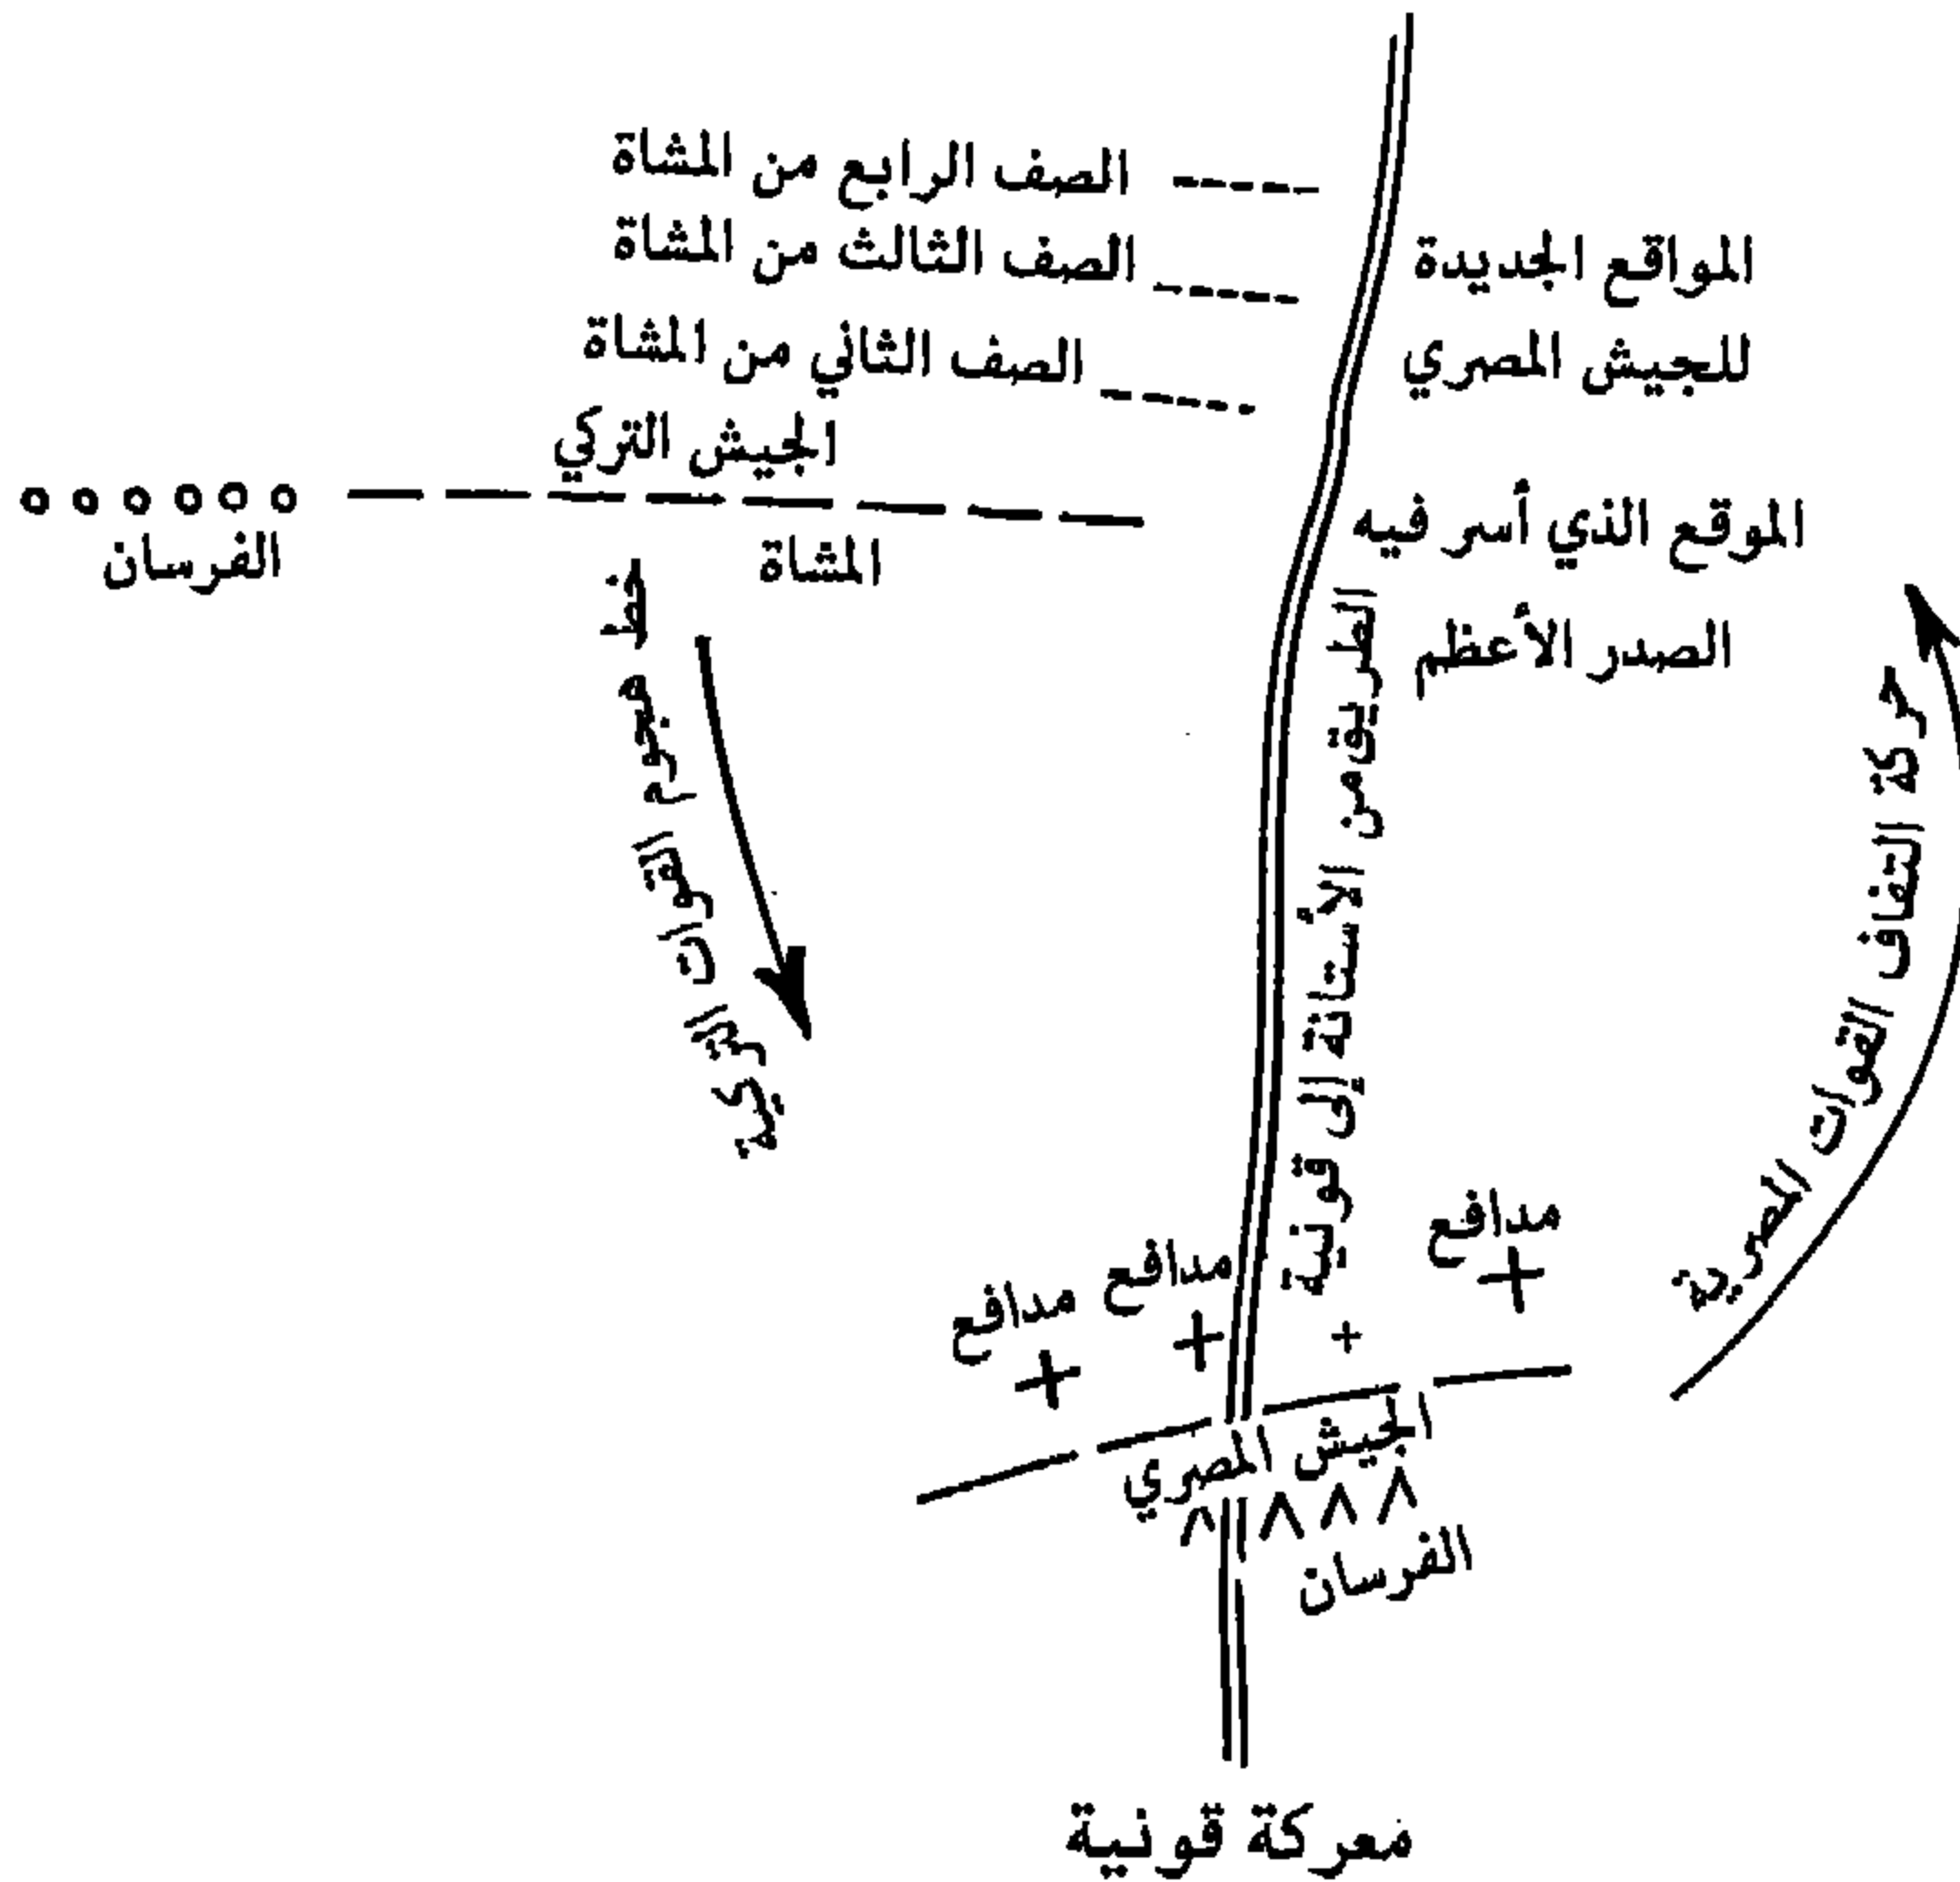 الصف الرابع من المشاة
الصف الثالث من المشاة
الصف الثاني من المشاة
الجيش التركي
المشاة
الفرسان
المواقع الجديدة
للجيش المصري
الموقع الذي أسر فيه
الصدر الأعظم
خط هجوم القوات التركية
الطريق من الأستانة إلى قونية
حركة التفاف القوات المصرية
مدافع
مدافع
مدافع
الجيش المصري
الفرسان
معركة قونية